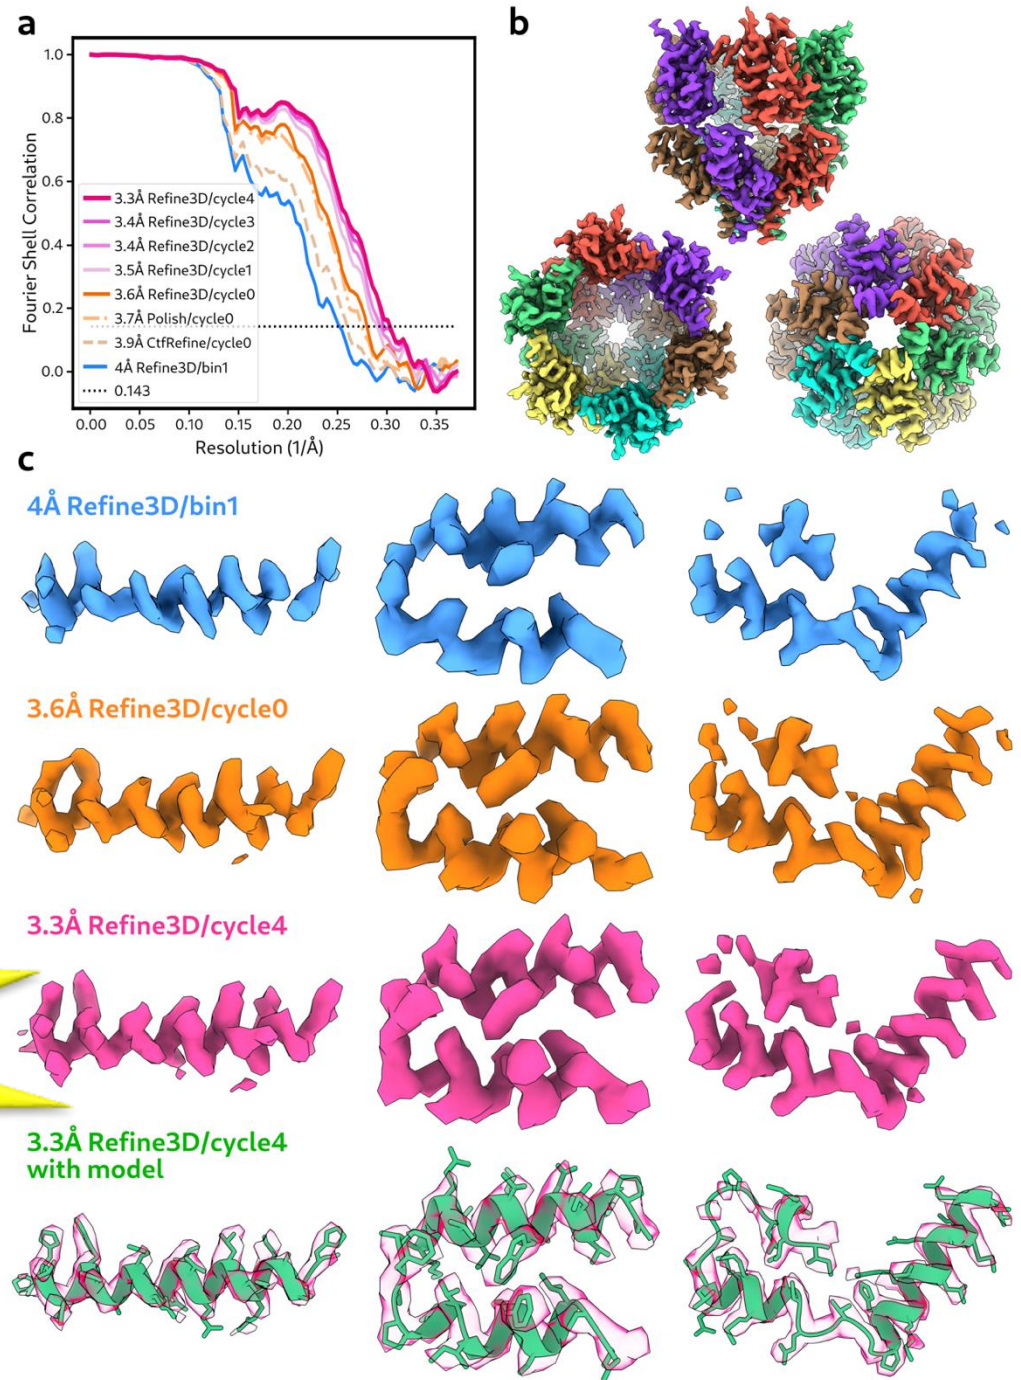 a
b
1.0
0.8
0.6
0.4
0.2
0.0
Fourier Shell Correlation
3.3Å Refine3D/cycle4
3.4Å Refine3D/cycle3
3.4Å Refine3D/cycle2
3.5Å Refine3D/cycle1
3.6Å Refine3D/cycle0
3.7Å Polish/cycle0
3.9Å CtfRefine/cycle0
4Å Refine3D/bin1
0.143
0.00 0.05 0.10 0.15 0.20 0.25 0.30 0.35
Resolution (1/Å)
c
4Å Refine3D/bin1
3.6Å Refine3D/cycle0
3.3Å Refine3D/cycle4
3.3Å Refine3D/cycle4
with model